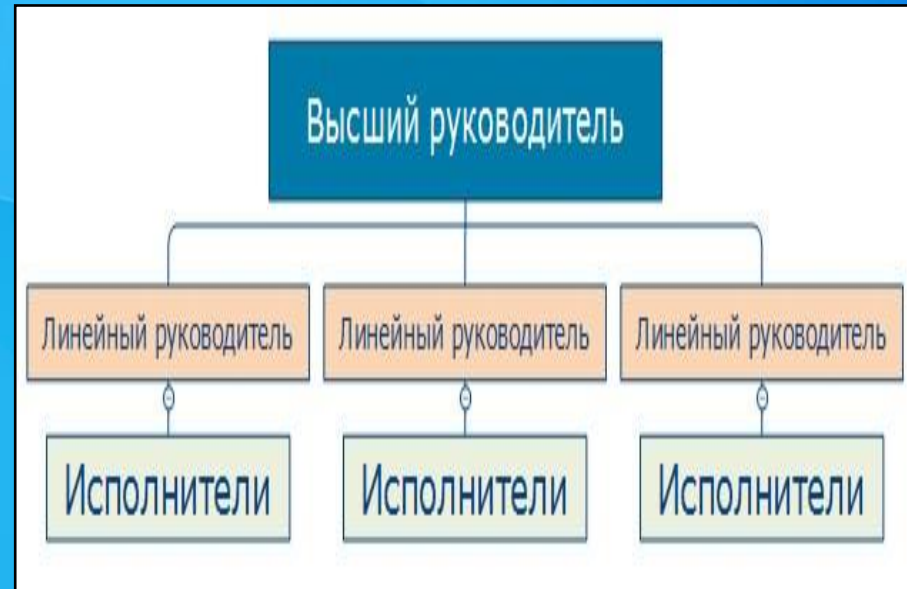 Высший руководитель
Линейный руководитель
Линейный руководитель
Линейный руководитель
Исполнители
Исполнители
Исполнители